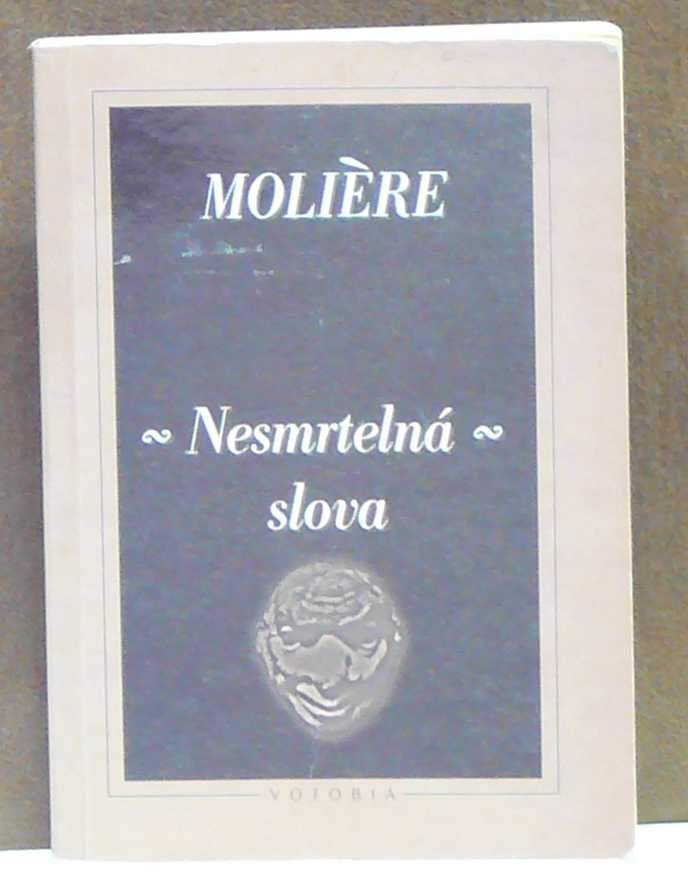 MOLIÈRE
~ Nesmrtelná ~
slova
VOTOBIA